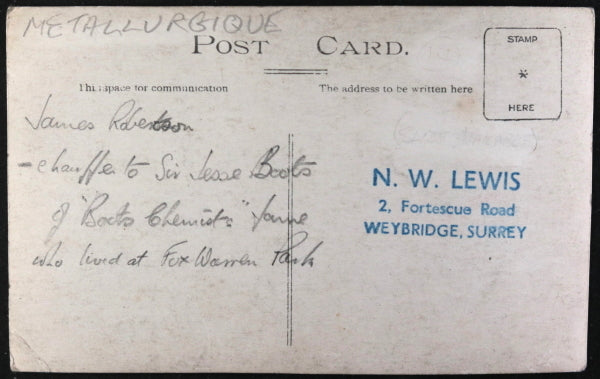 METALLURGIQUE
POST CARD.
This space for communication
The address to be written here
STAMP
*
HERE
James Robertson
- chauffer to Sir Jesse Boots
of "Boots Chemists" fame
who lived at Fox Warren Park
N. W. LEWIS
2, Fortescue Road
WEYBRIDGE, SURREY